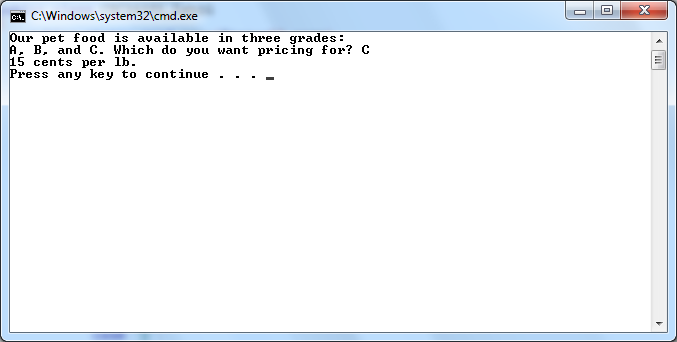 C:\Windows\system32\cmd.exe
Our pet food is available in three grades:
A, B, and C. Which do you want pricing for? C
15 cents per lb.
Press any key to continue . . . _